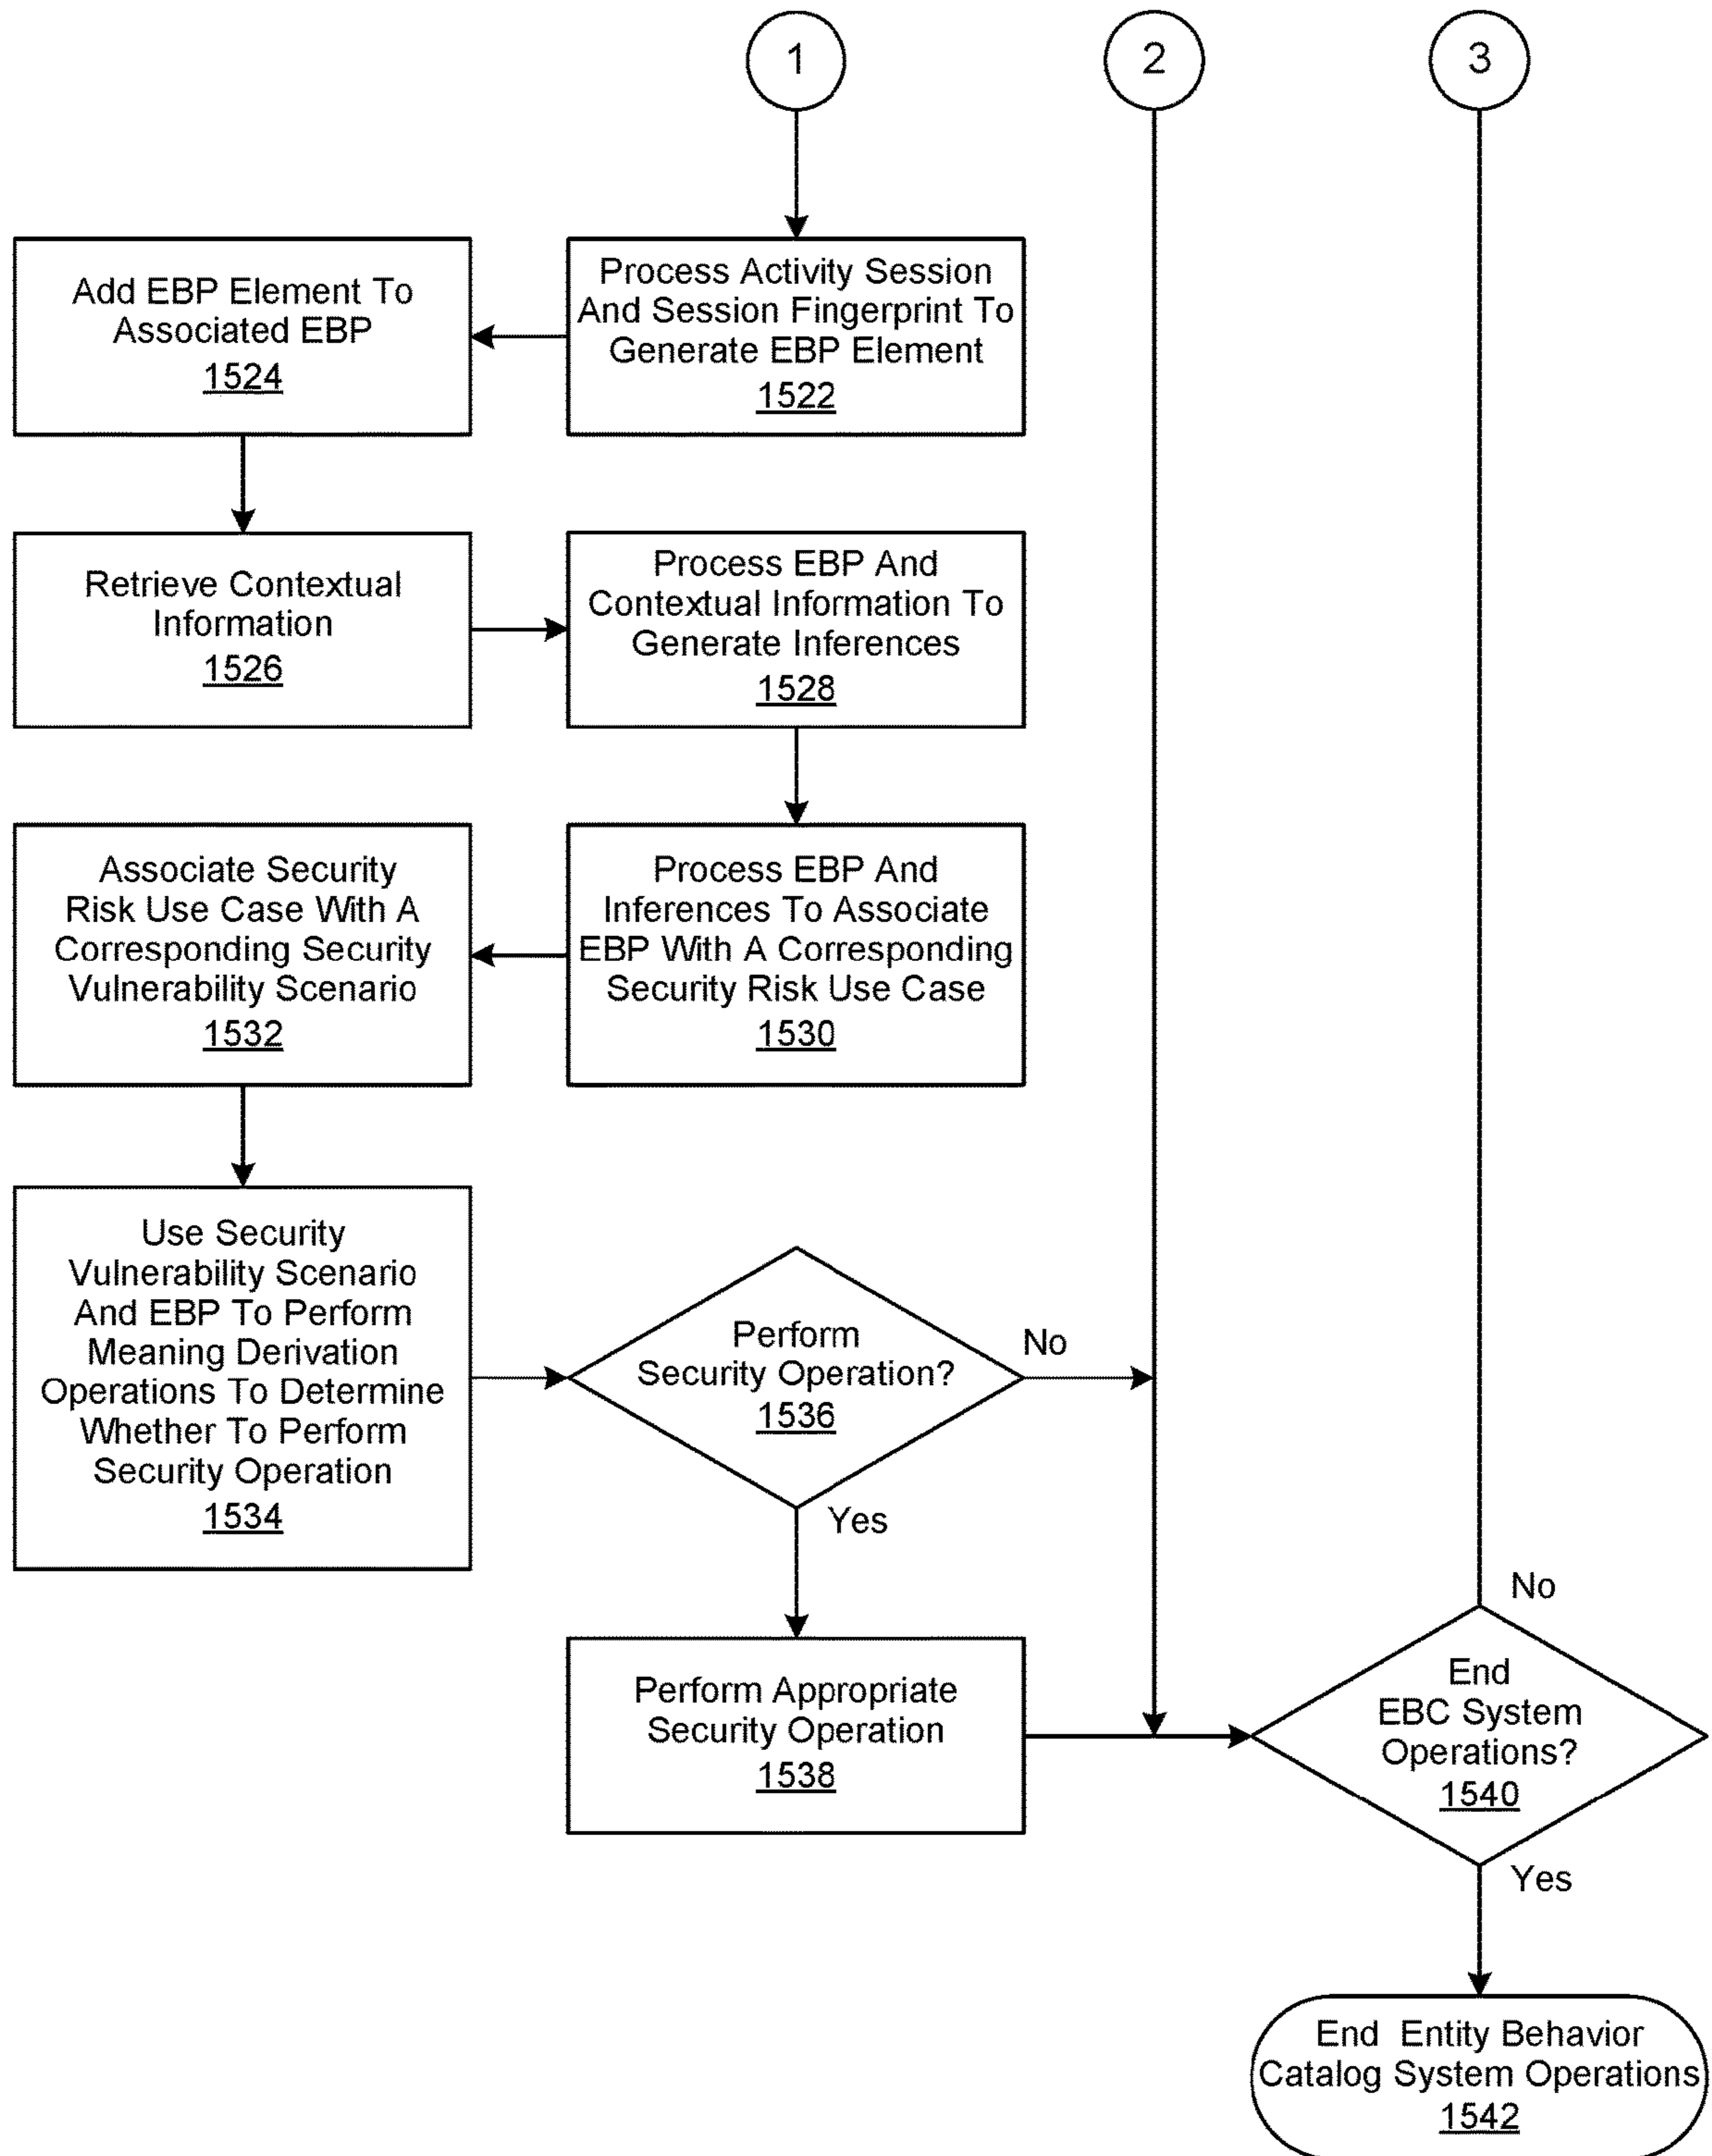 1
2
3
Process Activity Session
And Session Fingerprint To
Generate EBP Element
1522
Add EBP Element To
Associated EBP
1524
Retrieve Contextual
Information
1526
Process EBP And
Contextual Information To
Generate Inferences
1528
Process EBP And
Inferences To Associate
EBP With A Corresponding
Security Risk Use Case
1530
Associate Security
Risk Use Case With A
Corresponding Security
Vulnerability Scenario
1532
Use Security
Vulnerability Scenario
And EBP To Perform
Meaning Derivation
Operations To Determine
Whether To Perform
Security Operation
1534
Perform
Security Operation?
1536
No
Yes
Perform Appropriate
Security Operation
1538
No
End
EBC System
Operations?
1540
Yes
End Entity Behavior
Catalog System Operations
1542